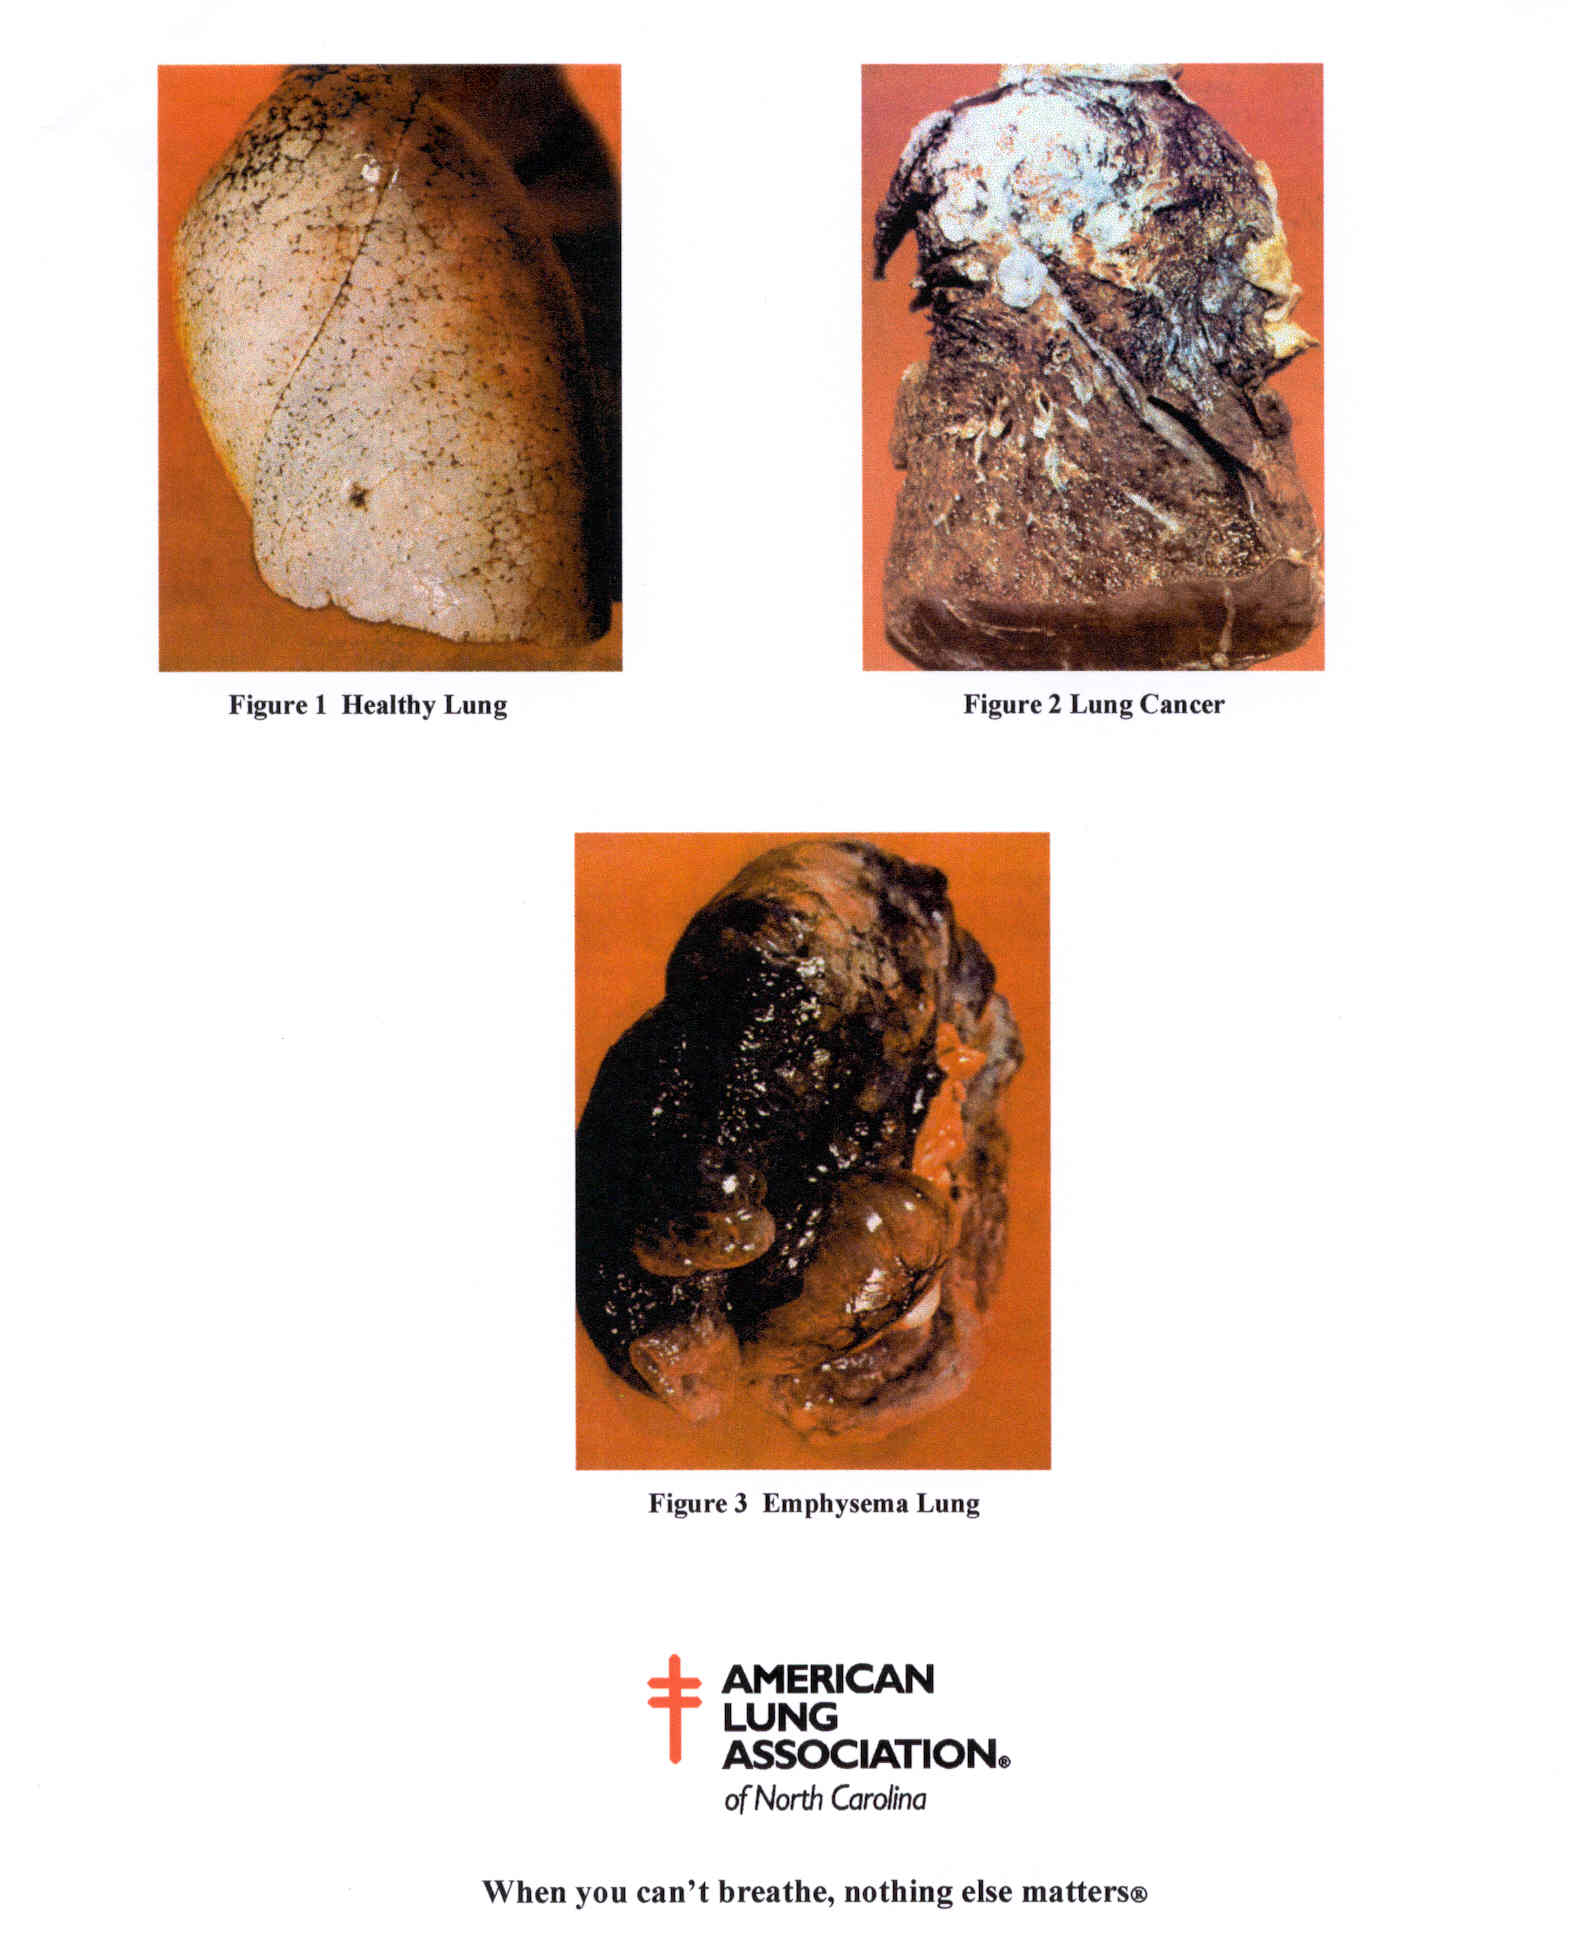 Figure 1 Healthy Lung
Figure 2 Lung Cancer
Figure 3 Emphysema Lung
AMERICAN
LUNG
ASSOCIATION®
of North Carolina
When you can't breathe, nothing else matters®